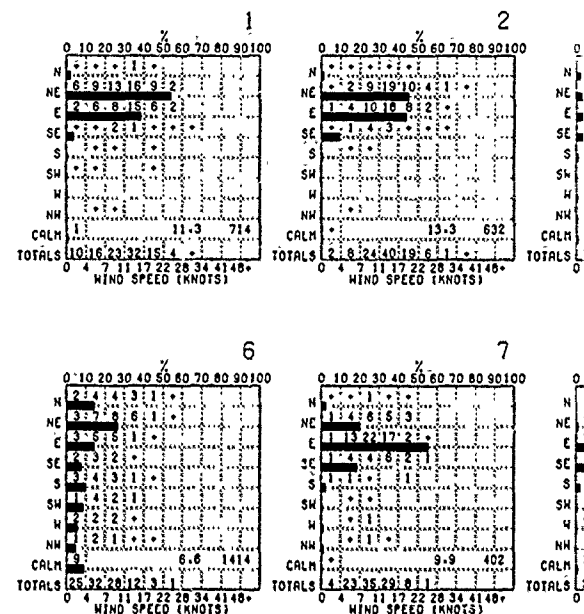 1
%
0 10 20 30 40 50 60 70 80 90 100
N + + + 1 +
NE 6 9 13 16 9 2
E 2 6 8 15 6 2
SE + + 2 1 + + +
S + + +
SW + + +
W
NW + +
CALM 1 11.3 714
TOTALS 10 16 23 32 15 4 +
0 4 7 11 17 22 28 34 41 48+
WIND SPEED (KNOTS)
2
%
0 10 20 30 40 50 60 70 80 90 100
N + + + +
NE + 2 9 19 10 4 1 +
E 1 4 10 16 8 2 +
SE + 1 4 3 + + +
S + + +
SW
W
NW +
CALM + 13.3 632
TOTALS 2 8 24 40 19 6 1 +
0 4 7 11 17 22 28 34 41 48+
WIND SPEED (KNOTS)
6
%
0 10 20 30 40 50 60 70 80 90 100
N 2 4 4 3 1 +
NE 3 7 8 6 1 +
E 3 5 1 +
SE 2 3 2 +
S 3 4 3 1 +
SW 1 4 2 1
W 2 2 2 +
NW 1 2 1 + +
CALM 9 6.6 1414
TOTALS 25 32 28 12 3 1
0 4 7 11 17 22 28 34 41 48+
WIND SPEED (KNOTS)
7
%
0 10 20 30 40 50 60 70 80 90 100
N + + 1 +
NE 1 4 6 5 3
E 1 13 22 17 2 +
SE 1 4 4 6 2 1
S 1 1 + 1
SW + +
W + 1
NW + 1 +
CALM + 9.9 402
TOTALS 4 23 35 29 8 1
0 4 7 11 17 22 28 34 41 48+
WIND SPEED (KNOTS)